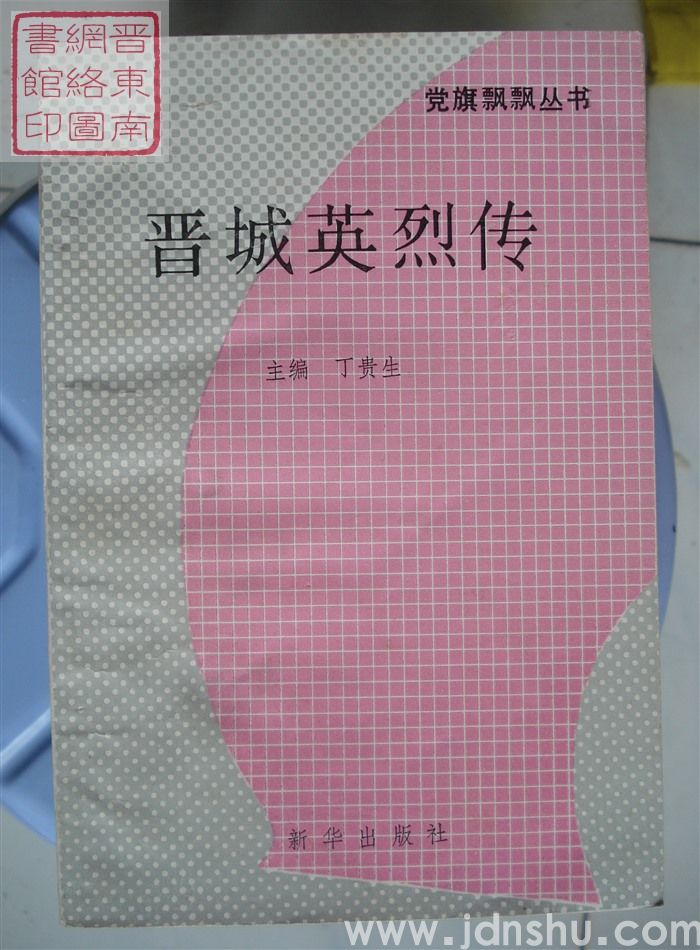 晋東南
網絡圖
書館印
党旗飘飘丛书
晋城英烈传
主编 丁贵生
新华出版社
www.jdnshu.com